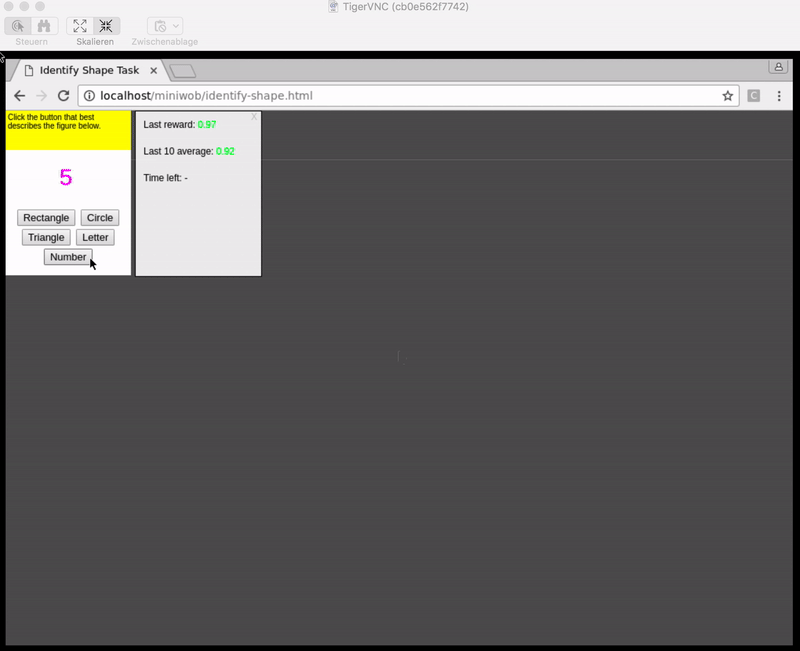 TigerVNC (cb0e562f7742)
Steuern Skalieren Zwischenablage
Identify Shape Task
localhost/miniwob/identify-shape.html
C
Click the button that best
describes the figure below.
5
Rectangle Circle
Triangle Letter
Number
X
Last reward: 0.97
Last 10 average: 0.92
Time left: -